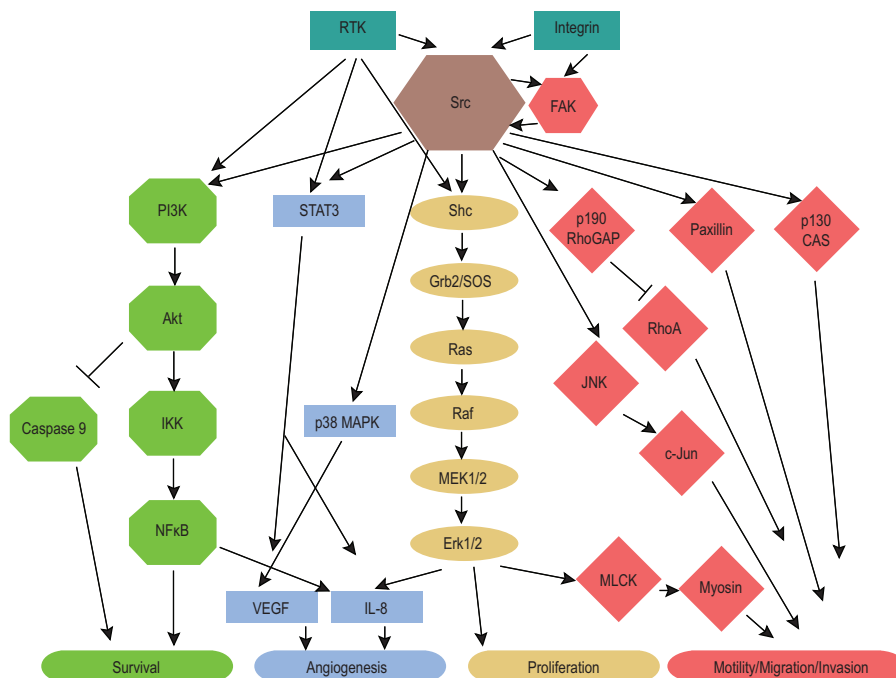 RTK
Integrin
Src
FAK
PI3K
STAT3
Shc
p190
RhoGAP
Paxillin
p130
CAS
Grb2/SOS
Akt
RhoA
Ras
JNK
Caspase 9
IKK
p38 MAPK
Raf
c-Jun
MEK1/2
NFκB
Erk1/2
MLCK
Myosin
VEGF
IL-8
Survival
Angiogenesis
Proliferation
Motility/Migration/Invasion